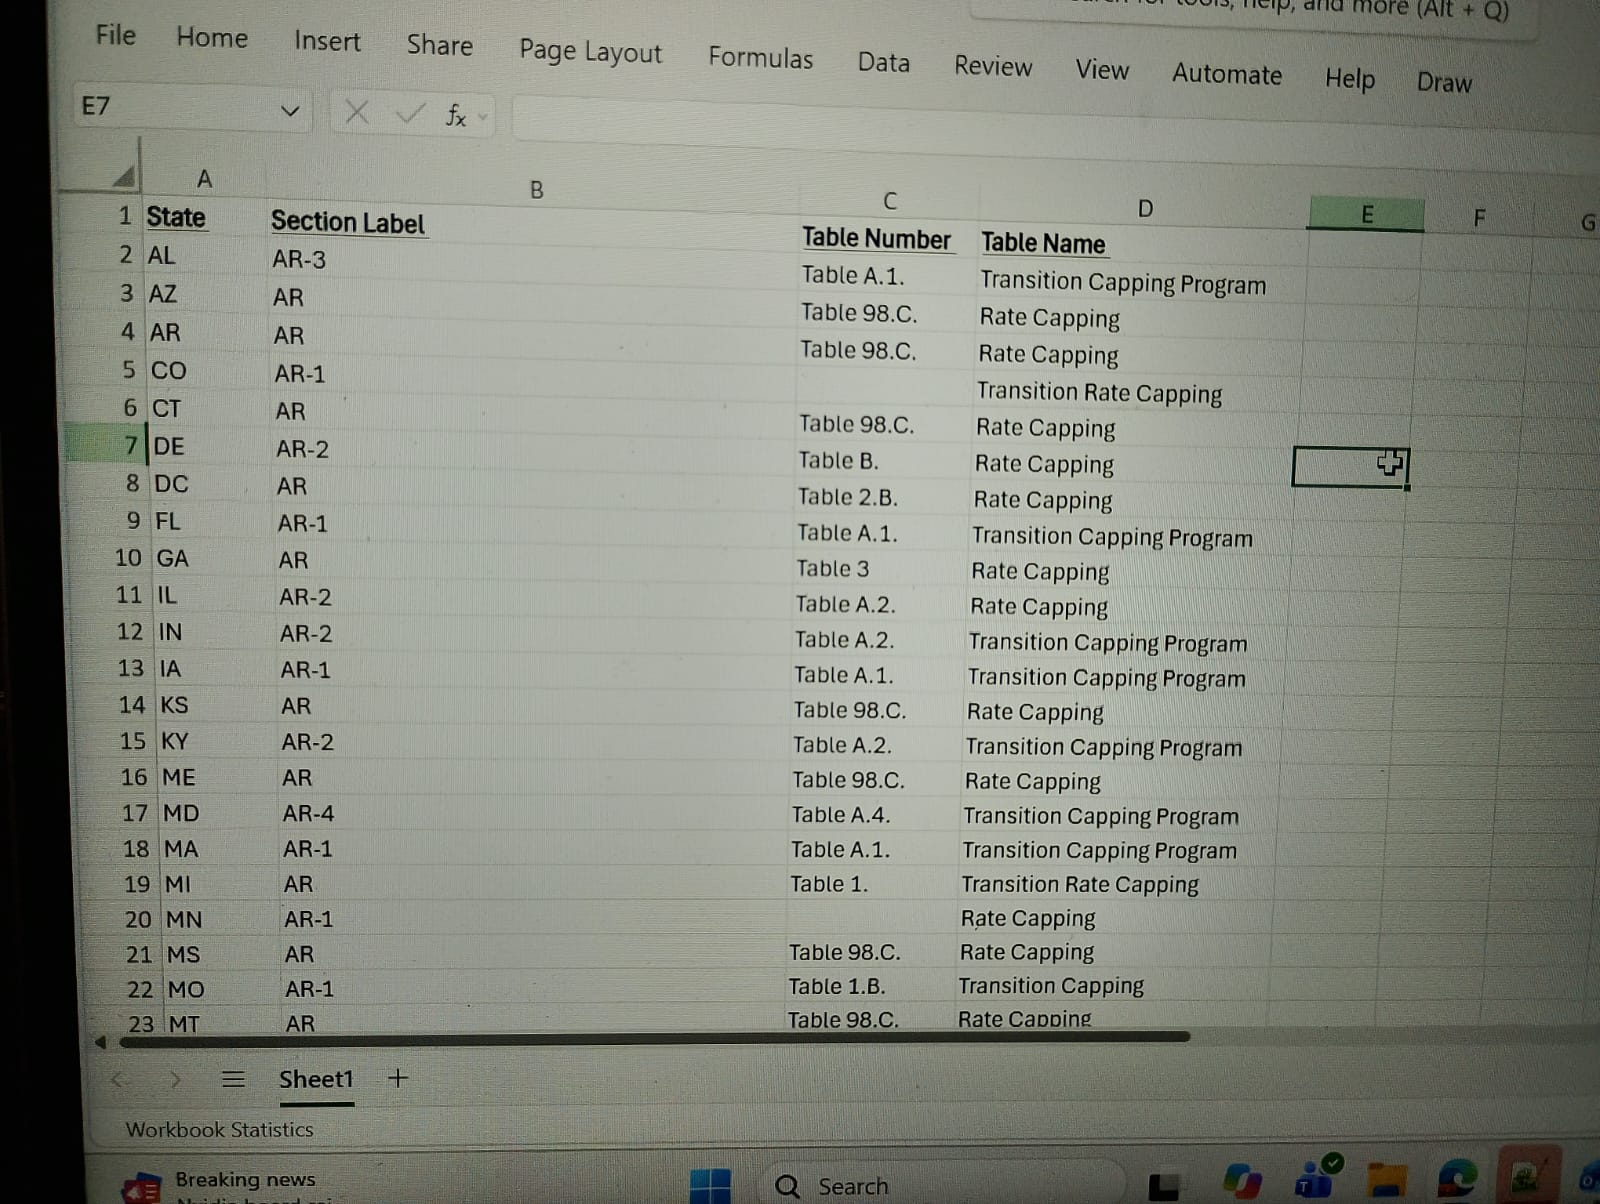 help, and more (Alt + Q)
File Home Insert Share Page Layout Formulas Data Review View Automate Help Draw
E7 fx
A B C D E F G
1 State Section Label Table Number Table Name
2 AL AR-3 Table A.1. Transition Capping Program
3 AZ AR Table 98.C. Rate Capping
4 AR AR Table 98.C. Rate Capping
5 CO AR-1 Transition Rate Capping
6 CT AR Table 98.C. Rate Capping
7 DE AR-2 Table B. Rate Capping
8 DC AR Table 2.B. Rate Capping
9 FL AR-1 Table A.1. Transition Capping Program
10 GA AR Table 3 Rate Capping
11 IL AR-2 Table A.2. Rate Capping
12 IN AR-2 Table A.2. Transition Capping Program
13 IA AR-1 Table A.1. Transition Capping Program
14 KS AR Table 98.C. Rate Capping
15 KY AR-2 Table A.2. Transition Capping Program
16 ME AR Table 98.C. Rate Capping
17 MD AR-4 Table A.4. Transition Capping Program
18 MA AR-1 Table A.1. Transition Capping Program
19 MI AR Table 1. Transition Rate Capping
20 MN AR-1 Rate Capping
21 MS AR Table 98.C. Rate Capping
22 MO AR-1 Table 1.B. Transition Capping
23 MT AR Table 98.C. Rate Capping
Sheet1 +
Workbook Statistics
Breaking news
Search